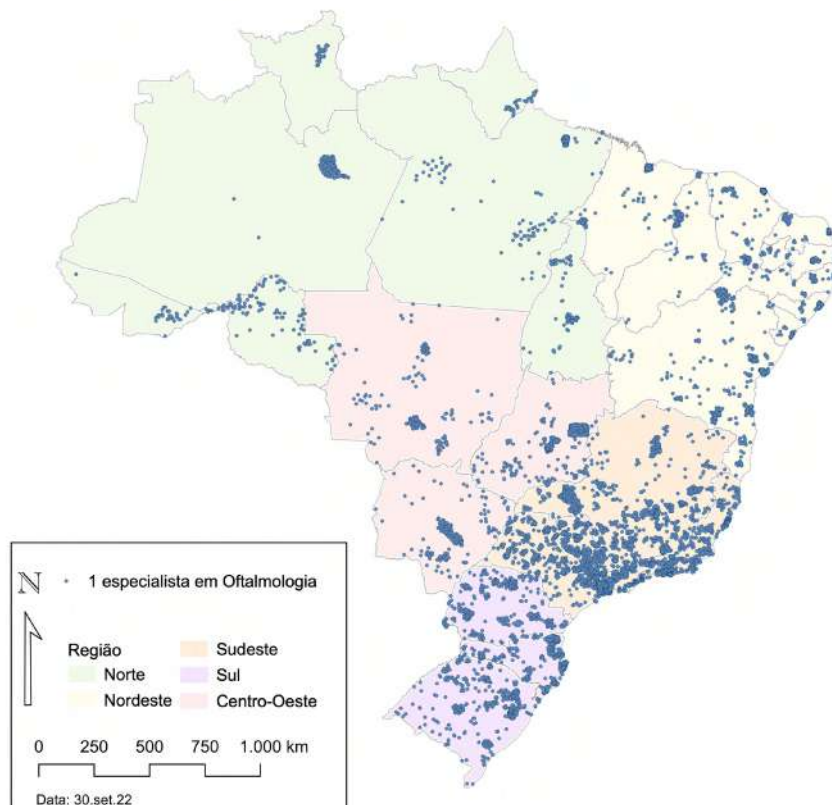 N
1 especialista em Oftalmologia
Região
Norte
Nordeste
Sudeste
Sul
Centro-Oeste
0 250 500 750 1.000 km
Data: 30.set.22